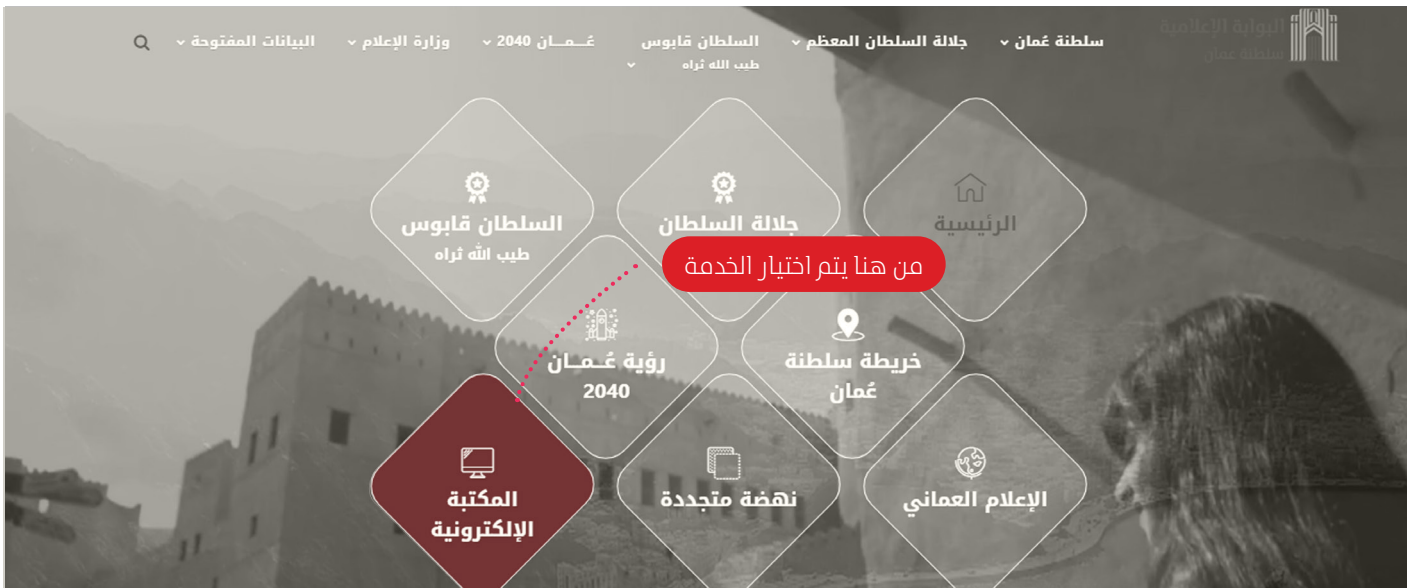 البوابة الإعلامية
سلطنة عمان
سلطنة عُمان
جلالة السلطان المعظم
السلطان قابوس
طيب الله ثراه
عُـــمـــان 2040
وزارة الإعلام
البيانات المفتوحة
الرئيسية
جلالة السلطان
السلطان قابوس
طيب الله ثراه
من هنا يتم اختيار الخدمة
خريطة سلطنة
عُمان
رؤية عُــمــان
2040
الإعلام العماني
نهضة متجددة
المكتبة
الإلكترونية